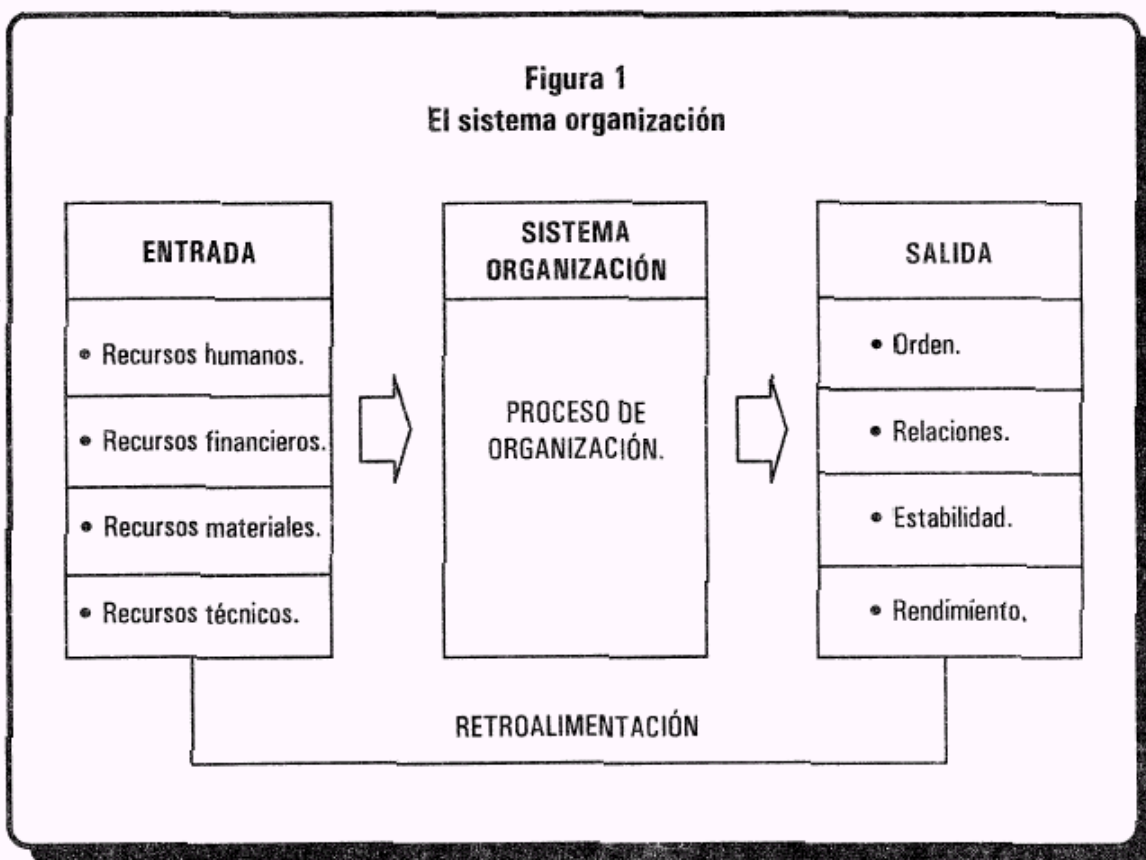 Figura 1
El sistema organización
ENTRADA
• Recursos humanos.
• Recursos financieros.
• Recursos materiales.
• Recursos técnicos.
SISTEMA
ORGANIZACIÓN
PROCESO DE
ORGANIZACIÓN.
SALIDA
• Orden.
• Relaciones.
• Estabilidad.
• Rendimiento.
RETROALIMENTACIÓN